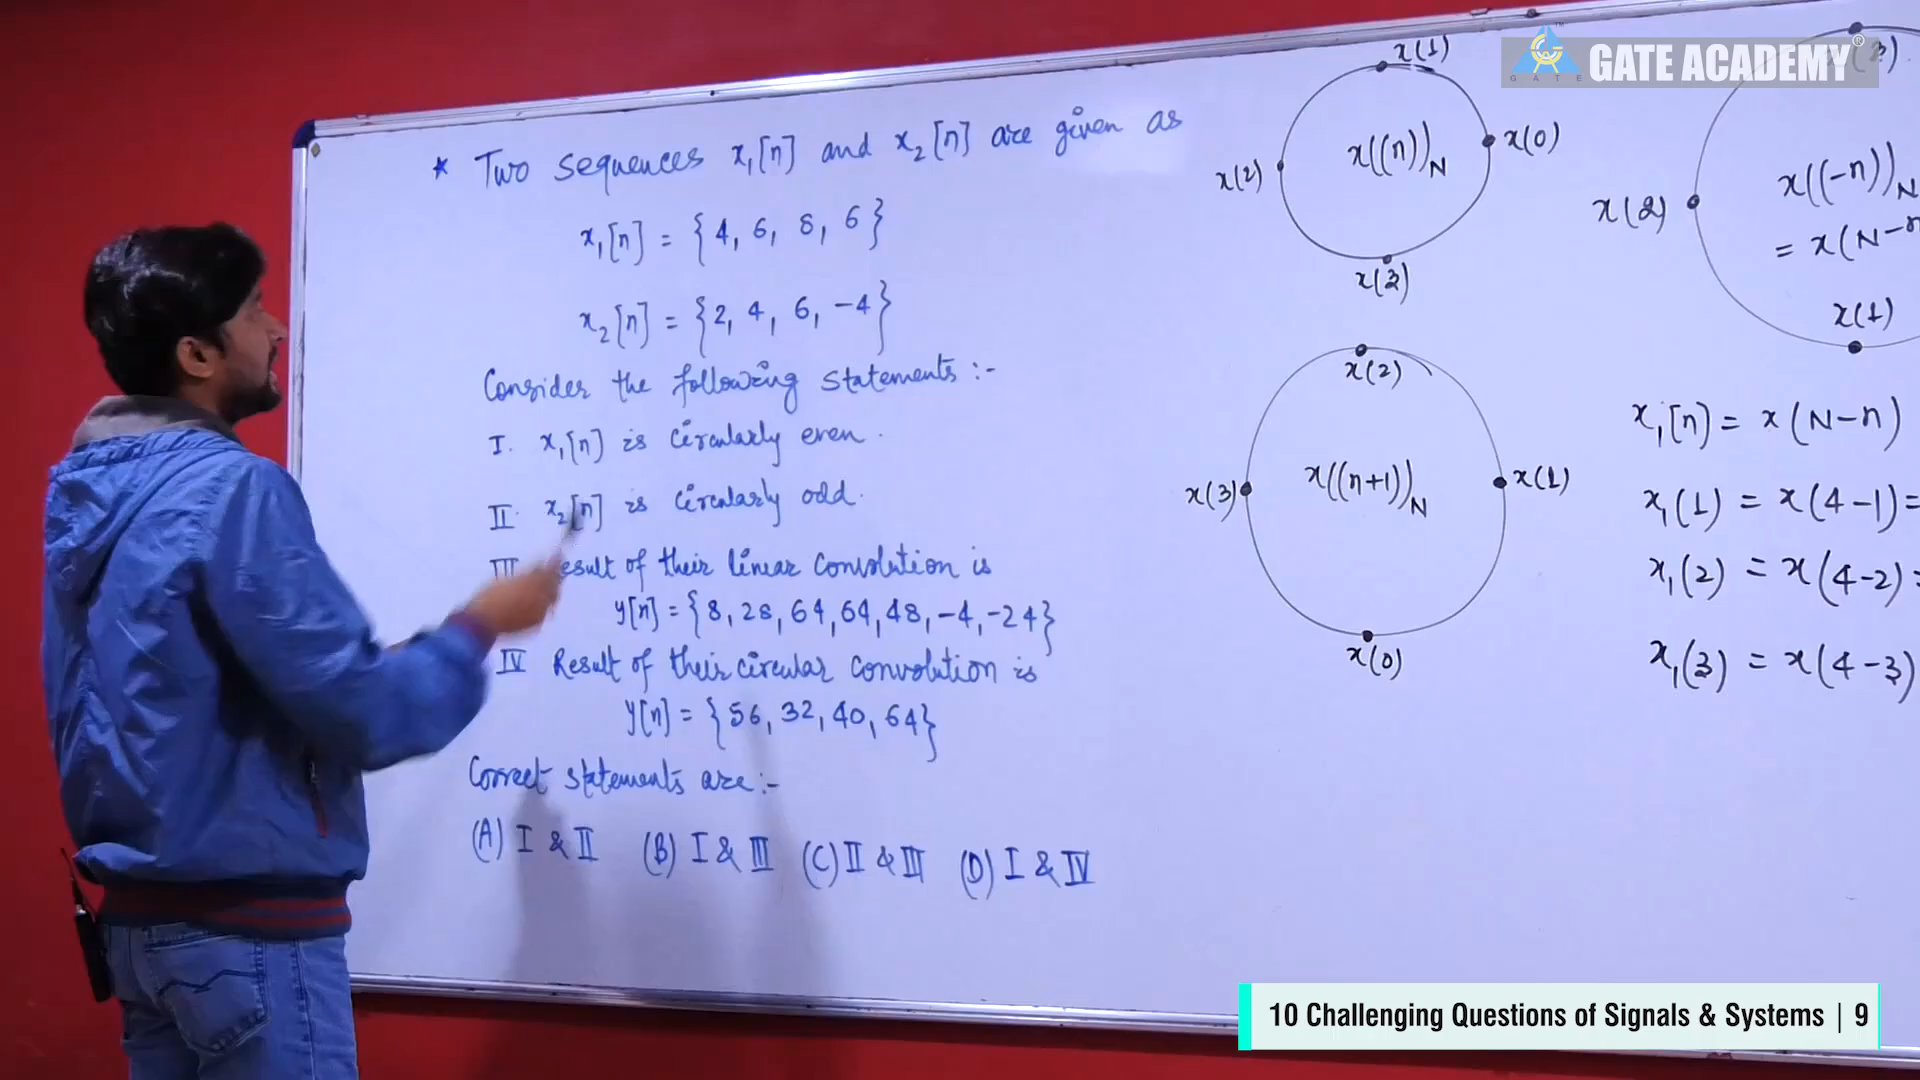 * Two sequences x₁[n] and x₂[n] are given as
x₁[n] = {4, 6, 8, 6}
x₂[n] = {2, 4, 6, -4}
Consider the following statements :-
I. x₁[n] is circularly even.
II. x₂[n] is circularly odd.
III esult of their linear convolution is
y[n] = {8, 28, 64, 64, 48, -4, -24}
IV Result of their circular convolution is
y[n] = {56, 32, 40, 64}
Correct statements are :-
(A) I & II (B) I & III (C) II & III (D) I & IV
x(1)
x((n))N
x(0)
x(2)
x(3)
x(2)
x((n+1))N
x(3)
x(1)
x(0)
x(2)
x((-n))N
= x(N-n
x(1)
x₁[n] = x(N-n)
x₁(1) = x(4-1) =
x₁(2) = x(4-2) =
x₁(3) = x(4-3)
GATE
GATE ACADEMY®
10 Challenging Questions of Signals & Systems | 9